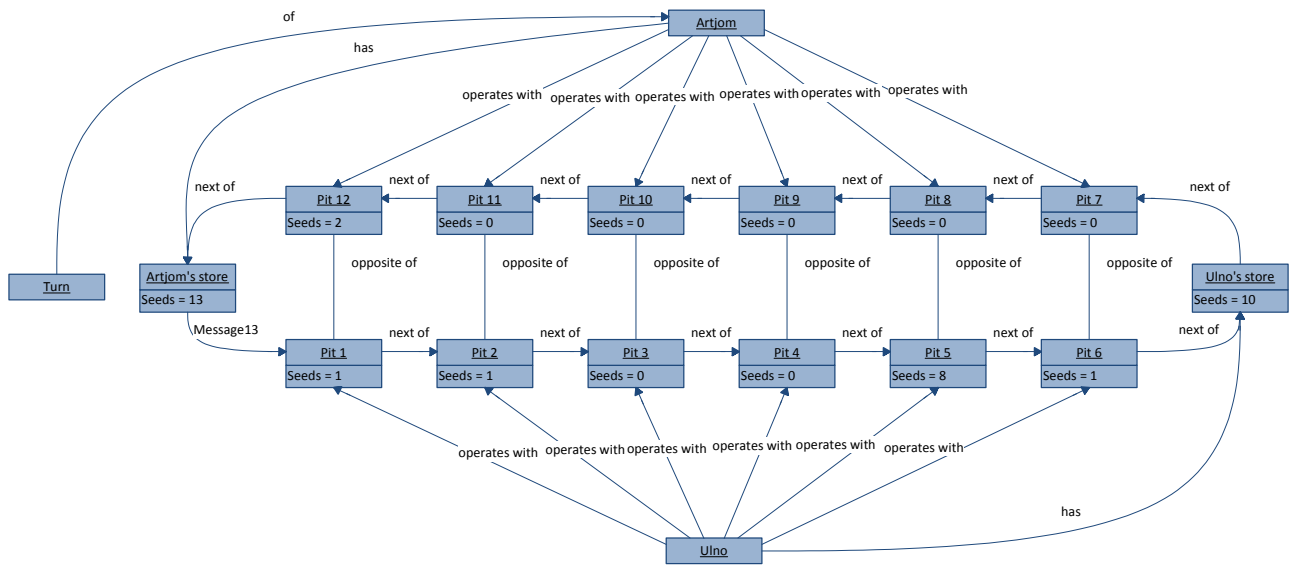 of
Artjom
has
operates with
operates with
operates with
operates with
operates with
operates with
next of
Pit 12
Seeds = 2
next of
Pit 11
Seeds = 0
next of
Pit 10
Seeds = 0
next of
Pit 9
Seeds = 0
next of
Pit 8
Seeds = 0
next of
Pit 7
Seeds = 0
next of
Turn
Artjom's store
Seeds = 13
opposite of
opposite of
opposite of
opposite of
opposite of
opposite of
Ulno's store
Seeds = 10
Message13
Pit 1
Seeds = 1
next of
Pit 2
Seeds = 1
next of
Pit 3
Seeds = 0
next of
Pit 4
Seeds = 0
next of
Pit 5
Seeds = 8
next of
Pit 6
Seeds = 1
next of
operates with
operates with
operates with
operates with
operates with
operates with
has
Ulno